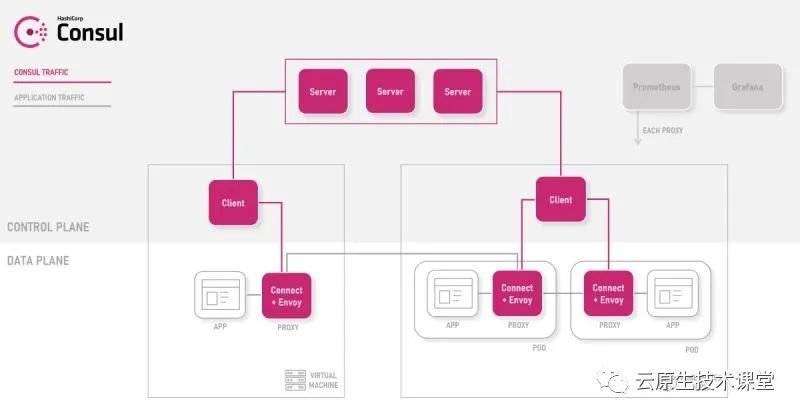 HashiCorp
Consul
CONSUL TRAFFIC
APPLICATION TRAFFIC
Server
Server
Server
Prometheus
Grafana
EACH PROXY
Client
Client
CONTROL PLANE
DATA PLANE
Connect
+ Envoy
APP
PROXY
Connect
+ Envoy
APP
PROXY
POD
Connect
+ Envoy
PROXY
APP
POD
VIRTUAL
MACHINE
云原生技术课堂